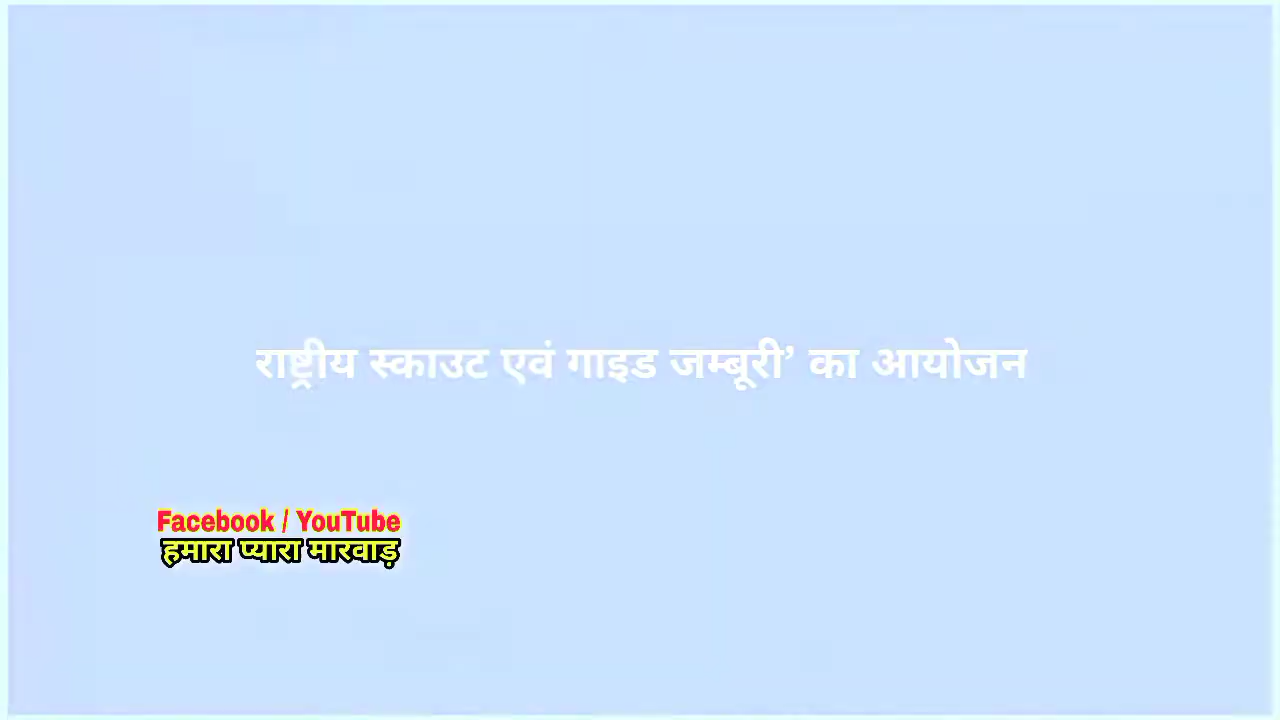 राष्ट्रीय स्काउट एवं गाइड जम्बूरी’ का आयोजन
Facebook / YouTube
हमारा प्यारा मारवाड़